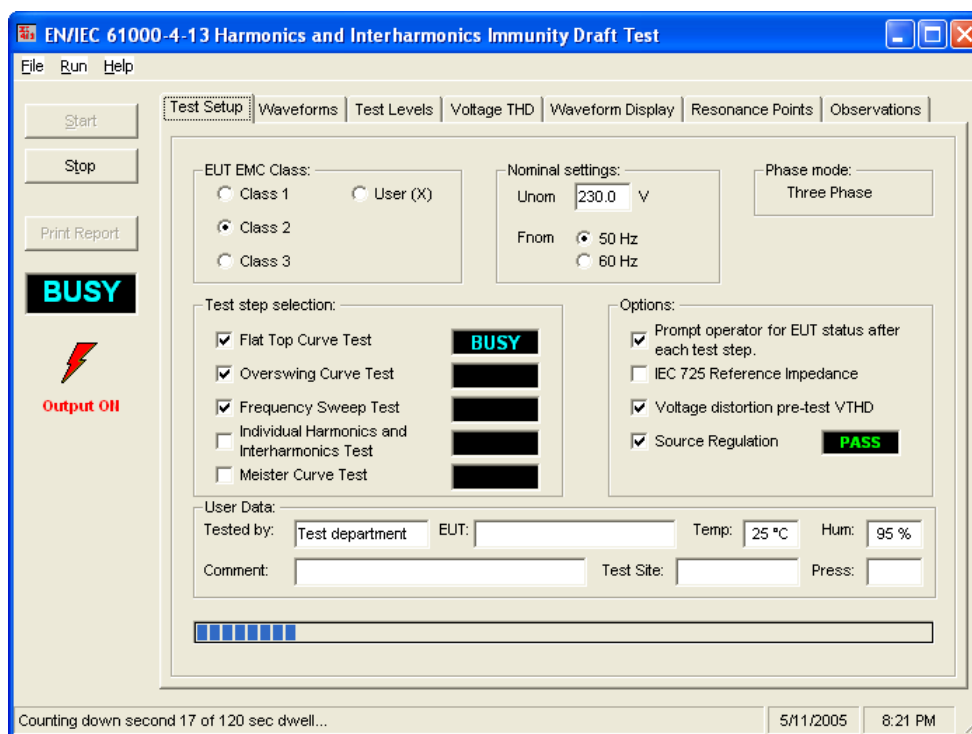 EN/IEC 61000-4-13 Harmonics and Interharmonics Immunity Draft Test
File Run Help
Start
Stop
Print Report
BUSY
Output ON
Test Setup Waveforms Test Levels Voltage THD Waveform Display Resonance Points Observations
EUT EMC Class:
Class 1 User (X)
Class 2
Class 3
Nominal settings:
Unom 230.0 V
Fnom 50 Hz
60 Hz
Phase mode:
Three Phase
Test step selection:
Flat Top Curve Test BUSY
Overswing Curve Test
Frequency Sweep Test
Individual Harmonics and
Interharmonics Test
Meister Curve Test
Options:
Prompt operator for EUT status after
each test step.
IEC 725 Reference Impedance
Voltage distortion pre-test VTHD
Source Regulation PASS
User Data:
Tested by: Test department EUT: Temp: 25 °C Hum: 95 %
Comment: Test Site: Press:
Counting down second 17 of 120 sec dwell... 5/11/2005 8:21 PM